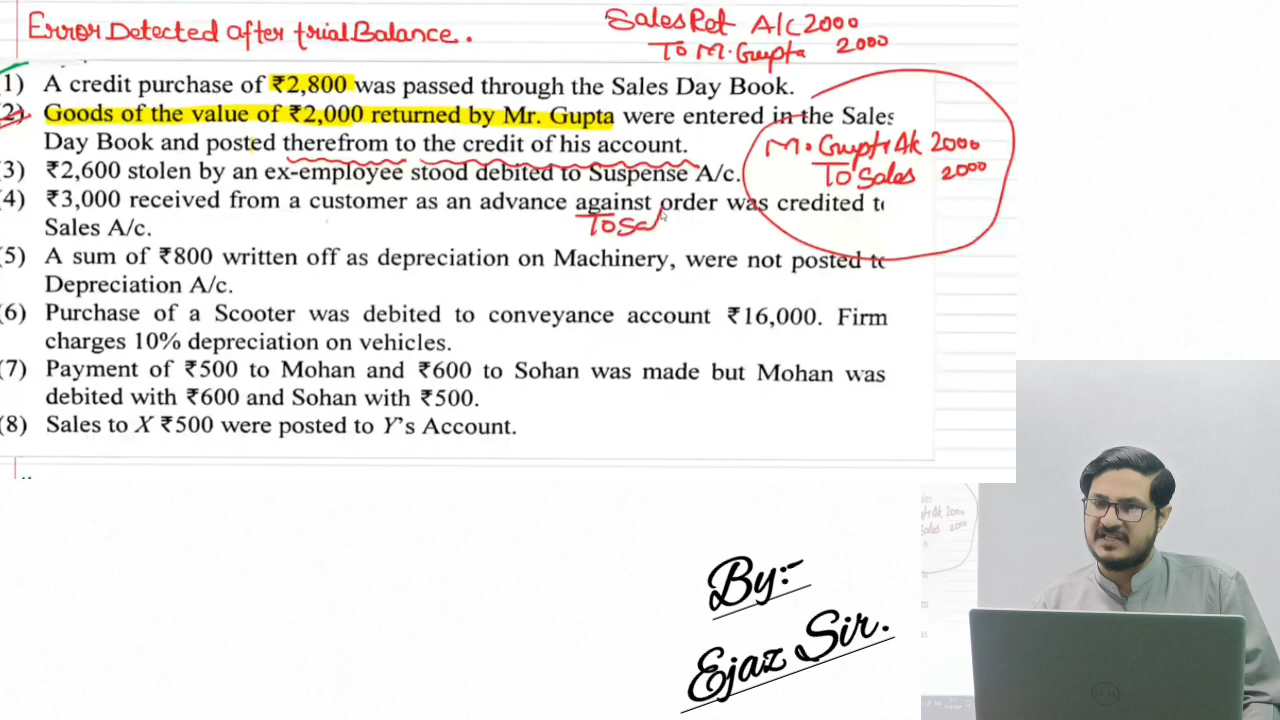 Error Detected after trial Balance.
Sales Ret A/C 2000
To M. Gupta 2000
1) A credit purchase of ₹2,800 was passed through the Sales Day Book.
(2) Goods of the value of ₹2,000 returned by Mr. Gupta were entered in the Sales
Day Book and posted therefrom to the credit of his account.
M. Gupta A/c 2000
To Sales 2000
3) ₹2,600 stolen by an ex-employee stood debited to Suspense A/c.
4) ₹3,000 received from a customer as an advance against order was credited to
Sales A/c.
To Sal
5) A sum of ₹800 written off as depreciation on Machinery, were not posted to
Depreciation A/c.
(6) Purchase of a Scooter was debited to conveyance account ₹16,000. Firm
charges 10% depreciation on vehicles.
(7) Payment of ₹500 to Mohan and ₹600 to Sohan was made but Mohan was
debited with ₹600 and Sohan with ₹500.
(8) Sales to X ₹500 were posted to Y's Account.
By:-
Ejaz Sir.